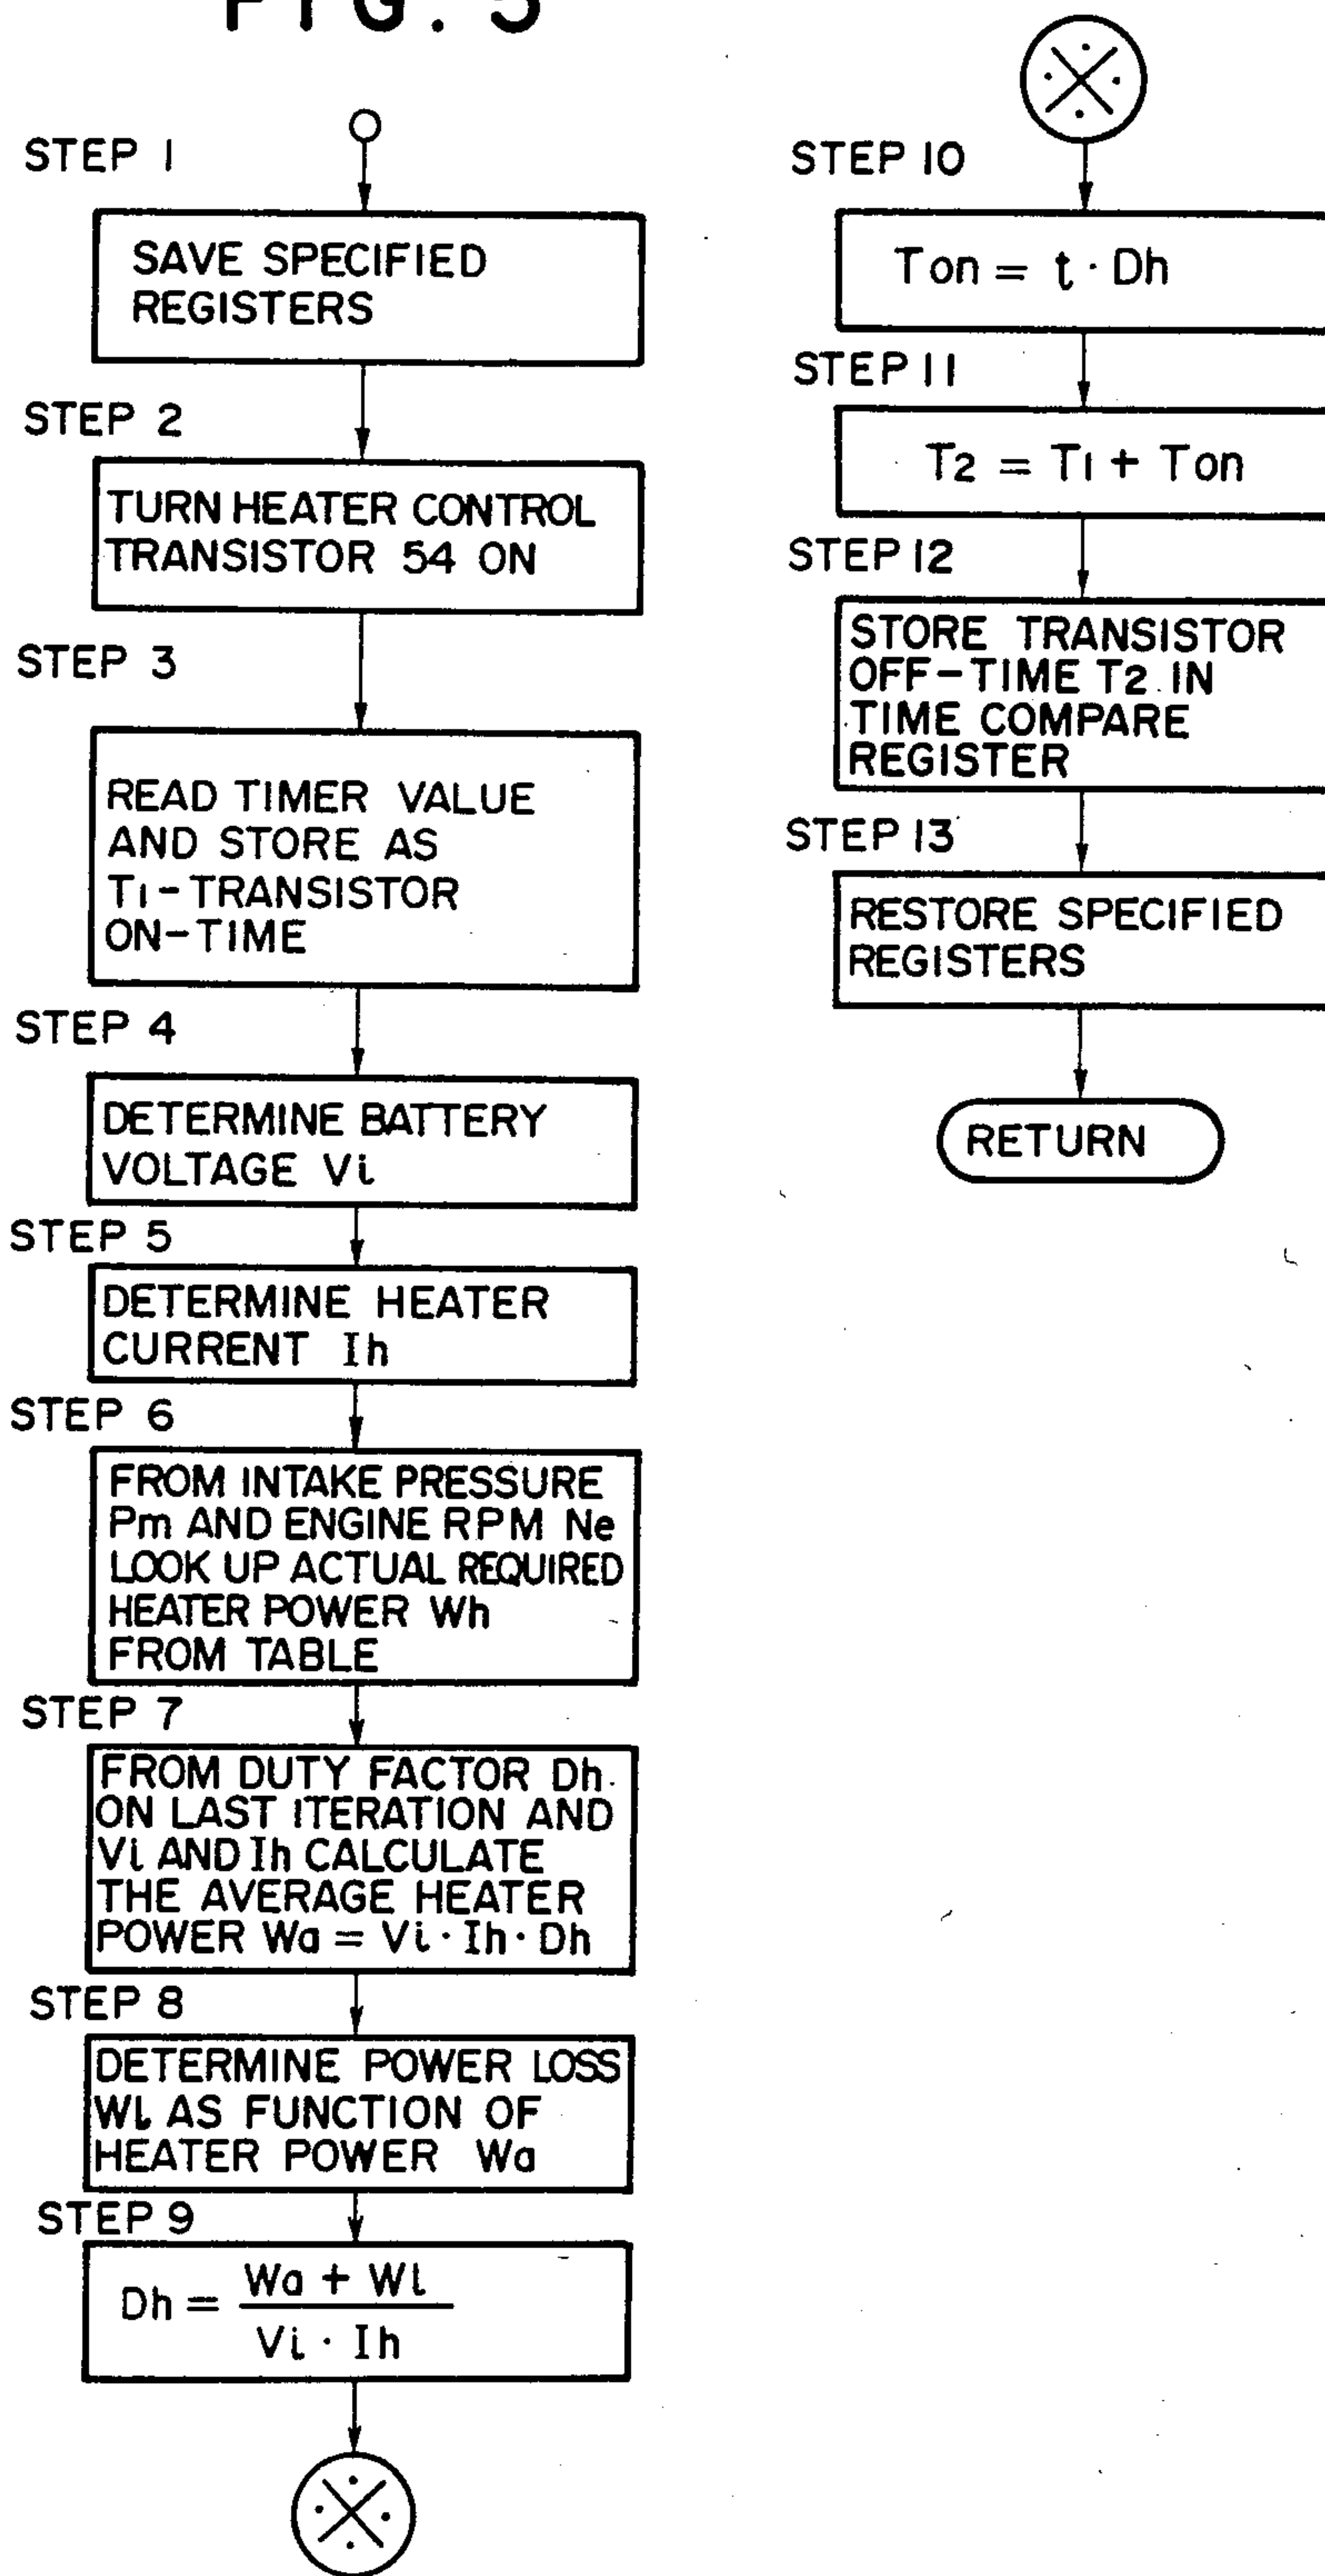 FIG. 5
STEP 1
SAVE SPECIFIED
REGISTERS
STEP 2
TURN HEATER CONTROL
TRANSISTOR 54 ON
STEP 3
READ TIMER VALUE
AND STORE AS
T1-TRANSISTOR
ON-TIME
STEP 4
DETERMINE BATTERY
VOLTAGE Vi
STEP 5
DETERMINE HEATER
CURRENT Ih
STEP 6
FROM INTAKE PRESSURE
Pm AND ENGINE RPM Ne
LOOK UP ACTUAL REQUIRED
HEATER POWER Wh
FROM TABLE
STEP 7
FROM DUTY FACTOR Dh
ON LAST ITERATION AND
Vi AND Ih CALCULATE
THE AVERAGE HEATER
POWER Wa = Vi · Ih · Dh
STEP 8
DETERMINE POWER LOSS
Wl AS FUNCTION OF
HEATER POWER Wa
STEP 9
Dh = Wa + Wl
Vi · Ih
STEP 10
Ton = t · Dh
STEP 11
T2 = T1 + Ton
STEP 12
STORE TRANSISTOR
OFF-TIME T2 IN
TIME COMPARE
REGISTER
STEP 13
RESTORE SPECIFIED
REGISTERS
RETURN